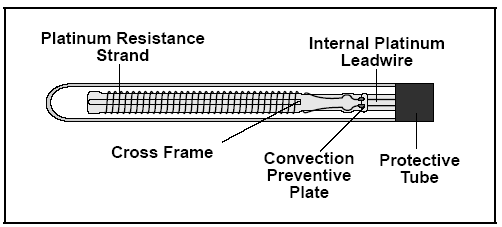 Platinum Resistance
Strand
Internal Platinum
Leadwire
Cross Frame
Convection
Preventive
Plate
Protective
Tube